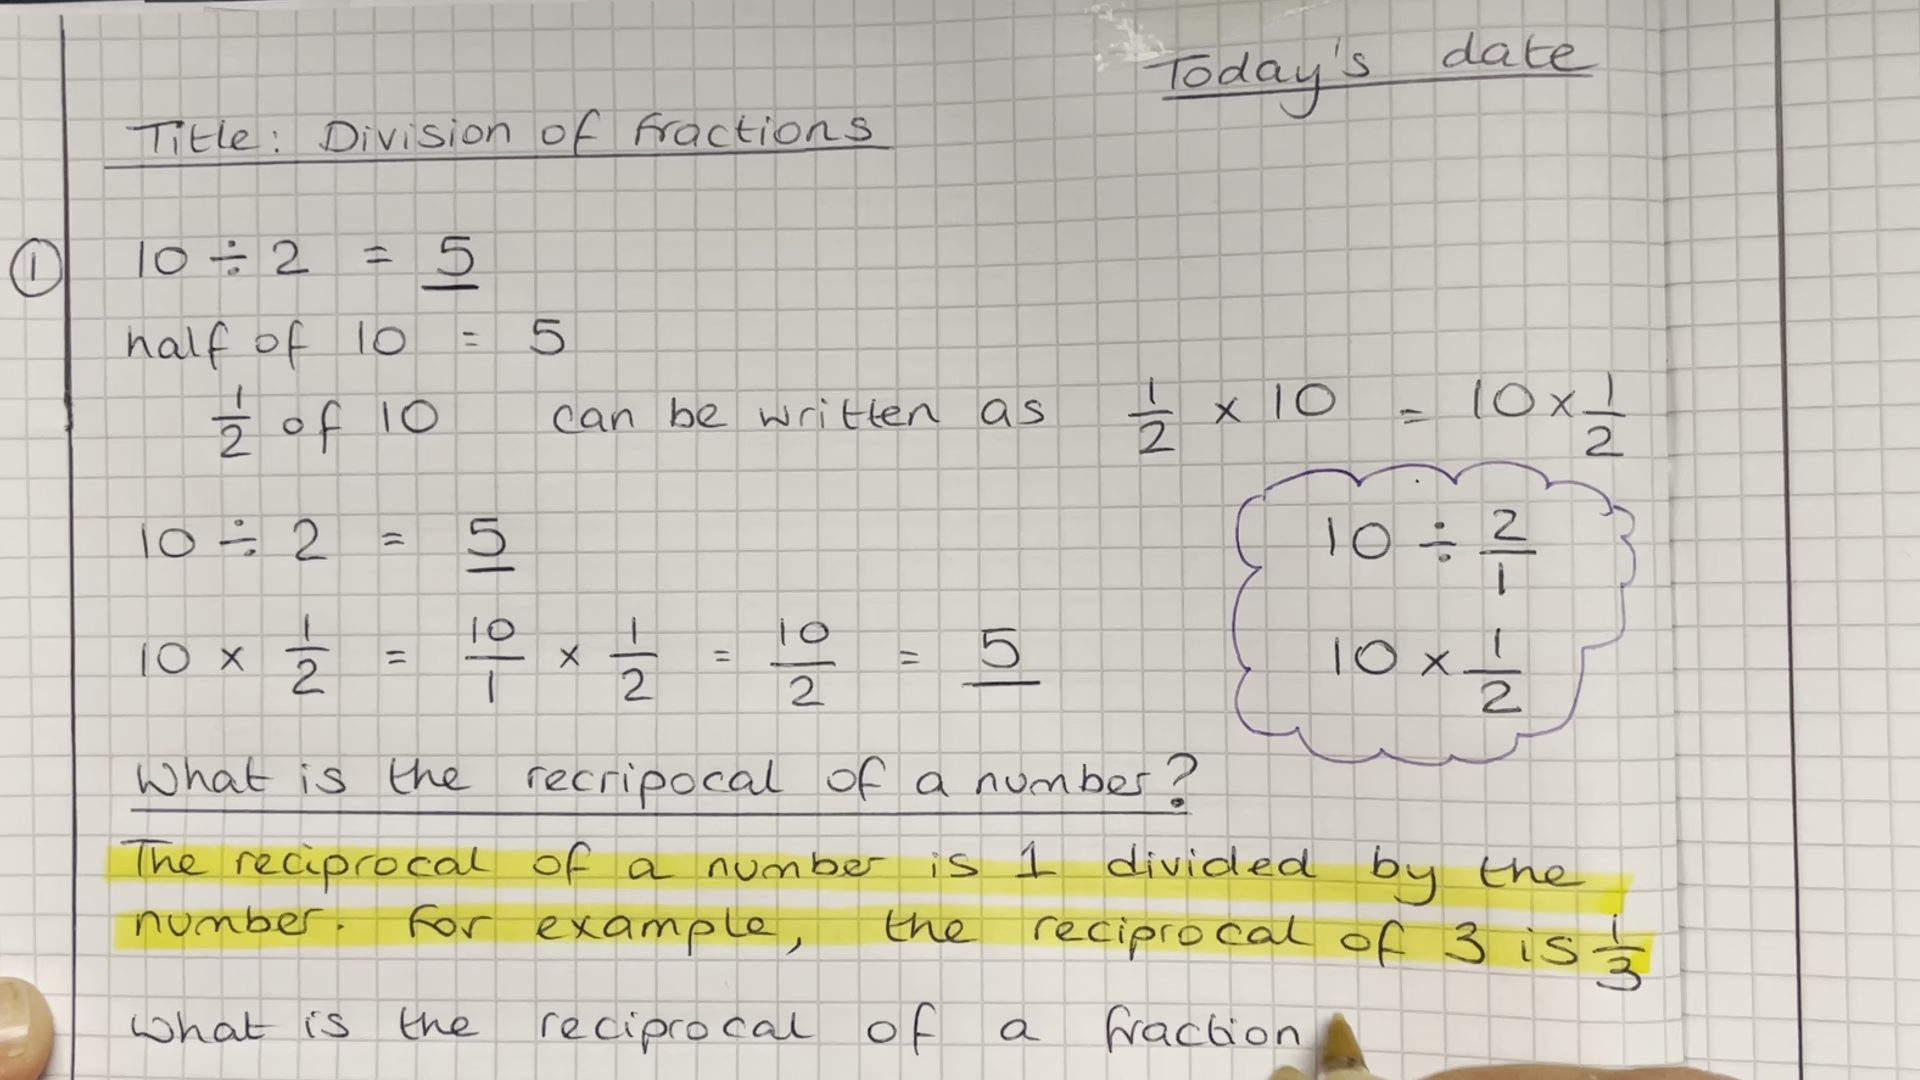 Today's date
Title: Division of fractions
① 10 ÷ 2 = 5
half of 10 = 5
1/2 of 10 can be written as 1/2 × 10 = 10 × 1/2
10 ÷ 2 = 5
10 ÷ 2/1
10 × 1/2 = 10/1 × 1/2 = 10/2 = 5
10 × 1/2
What is the recripocal of a number?
The reciprocal of a number is 1 divided by the
number. For example, the reciprocal of 3 is 1/3
What is the reciprocal of a fraction